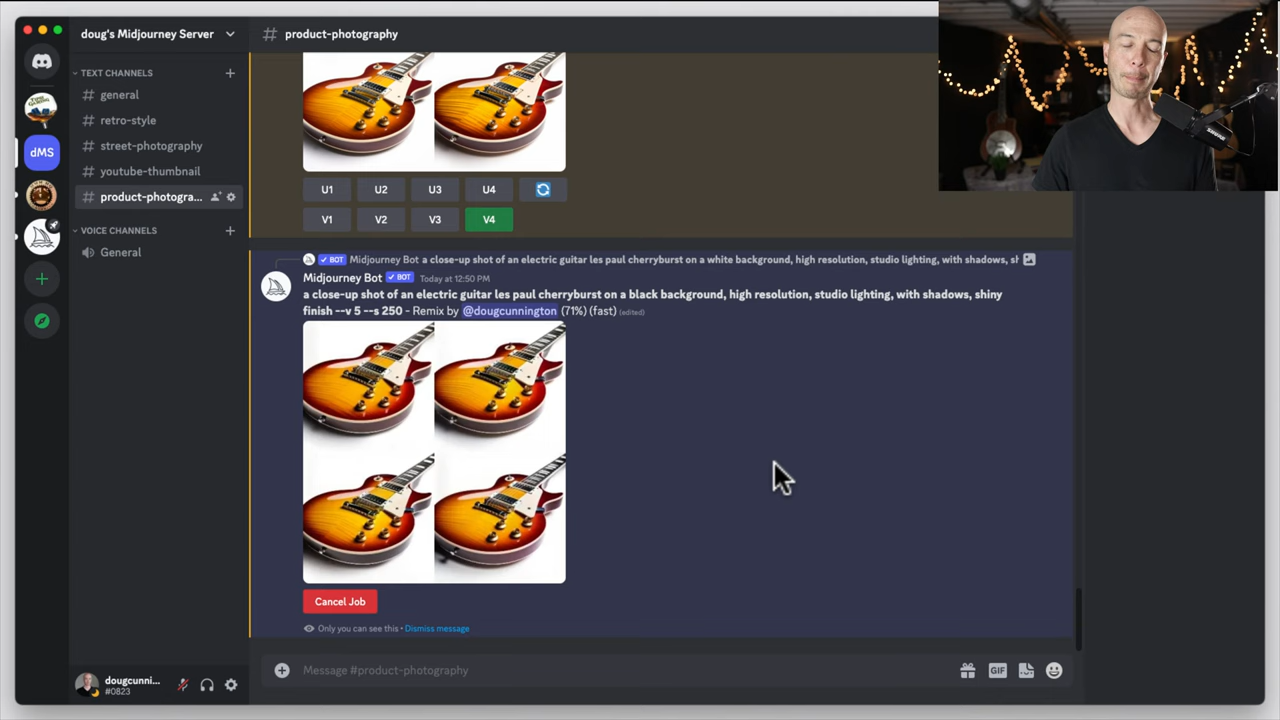 doug's Midjourney Server
# product-photography
TEXT CHANNELS
# general
# retro-style
# street-photography
# youtube-thumbnail
# product-photogra...
VOICE CHANNELS
General
dMS
U1 U2 U3 U4
V1 V2 V3 V4
BOT Midjourney Bot a close-up shot of an electric guitar les paul cherryburst on a white background, high resolution, studio lighting, with shadows, sh
Midjourney Bot BOT Today at 12:50 PM
a close-up shot of an electric guitar les paul cherryburst on a black background, high resolution, studio lighting, with shadows, shiny
finish --v 5 --s 250 - Remix by @dougcunnington (71%) (fast) (edited)
Cancel Job
Only you can see this • Dismiss message
Message #product-photography
GIF
dougcunni...
#0823
SHURE